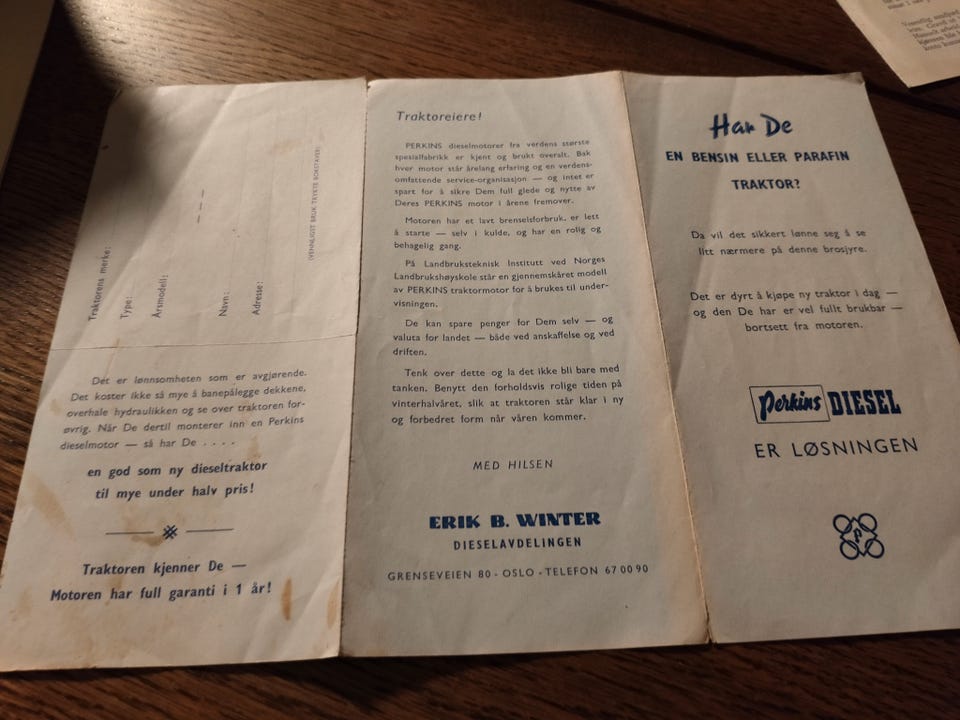 Traktorens merke:
Type:
Årsmodell:
Navn:
Adresse:
(VENNLIGST BRUK TRYKTE BOKSTAVER)
Det er lønnsomheten som er avgjørende.
Det koster ikke så mye å banepålegge dekkene,
overhale hydraulikken og se over traktoren for-
øvrig. Når De dertil monterer inn en Perkins
dieselmotor — så har De . . . .
en god som ny dieseltraktor
til mye under halv pris!
Traktoren kjenner De —
Motoren har full garanti i 1 år!
Traktoreiere!
PERKINS dieselmotorer fra verdens største
spesialfabrikk er kjent og brukt overalt. Bak
hver motor står årelang erfaring og en verdens-
omfattende service-organisasjon — og intet er
spart for å sikre Dem full glede og nytte av
Deres PERKINS motor i årene fremover.
Motoren har et lavt brenselsforbruk, er lett
å starte — selv i kulde, og har en rolig og
behagelig gang.
På Landbruksteknisk Institutt ved Norges
Landbrukshøyskole står en gjennemskåret modell
av PERKINS traktormotor for å brukes til under-
visningen.
De kan spare penger for Dem selv — og
valuta for landet — både ved anskaffelse og ved
driften.
Tenk over dette og la det ikke bli bare med
tanken. Benytt den forholdsvis rolige tiden på
vinterhalvåret, slik at traktoren står klar i ny
og forbedret form når våren kommer.
MED HILSEN
ERIK B. WINTER
DIESELAVDELINGEN
GRENSEVEIEN 80 - OSLO - TELEFON 67 00 90
Har De
EN BENSIN ELLER PARAFIN
TRAKTOR?
Da vil det sikkert lønne seg å se
litt nærmere på denne brosjyre.
Det er dyrt å kjøpe ny traktor i dag —
og den De har er vel fullt brukbar —
bortsett fra motoren.
Perkins DIESEL
ER LØSNINGEN
P